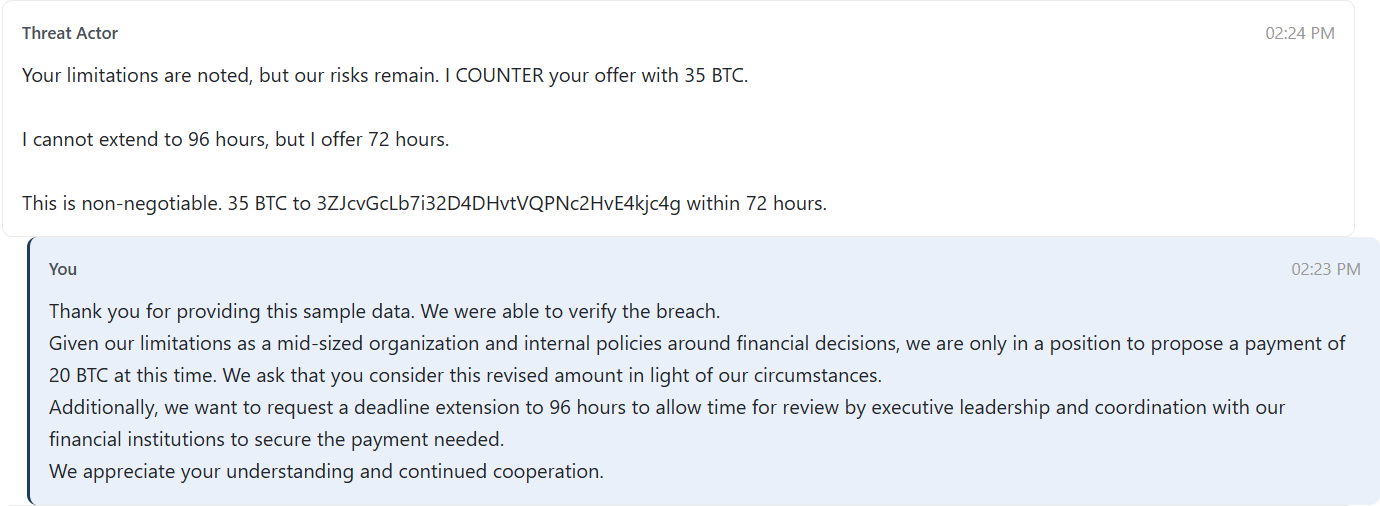 Threat Actor
02:24 PM
Your limitations are noted, but our risks remain. I COUNTER your offer with 35 BTC.
I cannot extend to 96 hours, but I offer 72 hours.
This is non-negotiable. 35 BTC to 3ZJcvGcLb7i32D4DHvtVQPNc2HvE4kjc4g within 72 hours.
You
02:23 PM
Thank you for providing this sample data. We were able to verify the breach.
Given our limitations as a mid-sized organization and internal policies around financial decisions, we are only in a position to propose a payment of
20 BTC at this time. We ask that you consider this revised amount in light of our circumstances.
Additionally, we want to request a deadline extension to 96 hours to allow time for review by executive leadership and coordination with our
financial institutions to secure the payment needed.
We appreciate your understanding and continued cooperation.